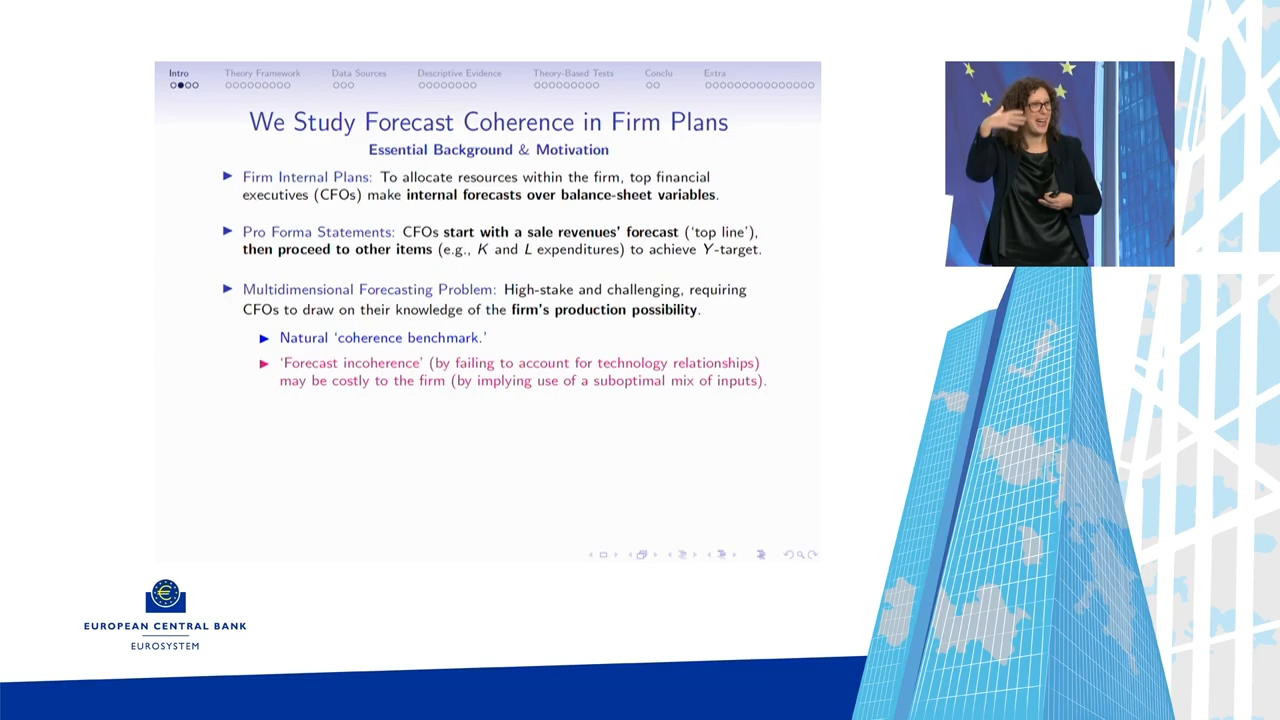 Intro Theory Framework Data Sources Descriptive Evidence Theory-Based Tests Conclu Extra
We Study Forecast Coherence in Firm Plans
Essential Background & Motivation
Firm Internal Plans: To allocate resources within the firm, top financial
executives (CFOs) make internal forecasts over balance-sheet variables.
Pro Forma Statements: CFOs start with a sale revenues' forecast ('top line'),
then proceed to other items (e.g., K and L expenditures) to achieve Y-target.
Multidimensional Forecasting Problem: High-stake and challenging, requiring
CFOs to draw on their knowledge of the firm's production possibility.
Natural 'coherence benchmark.'
'Forecast incoherence' (by failing to account for technology relationships)
may be costly to the firm (by implying use of a suboptimal mix of inputs).
EUROPEAN CENTRAL BANK
EUROSYSTEM